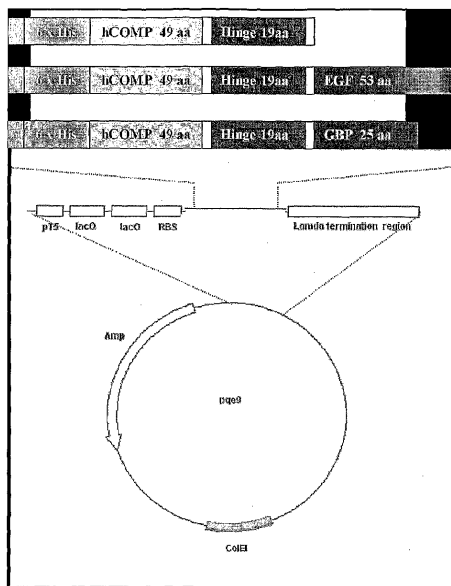 6xHis hCOMP 49 aa Hinge 19aa
6xHis hCOMP 49 aa Hinge 19aa EGF 53 aa
6xHis hCOMP 49 aa Hinge 19aa GBP 25 aa
pT5 lacO lacO RBS Lamda termination region
Amp
pqe9
ColEI